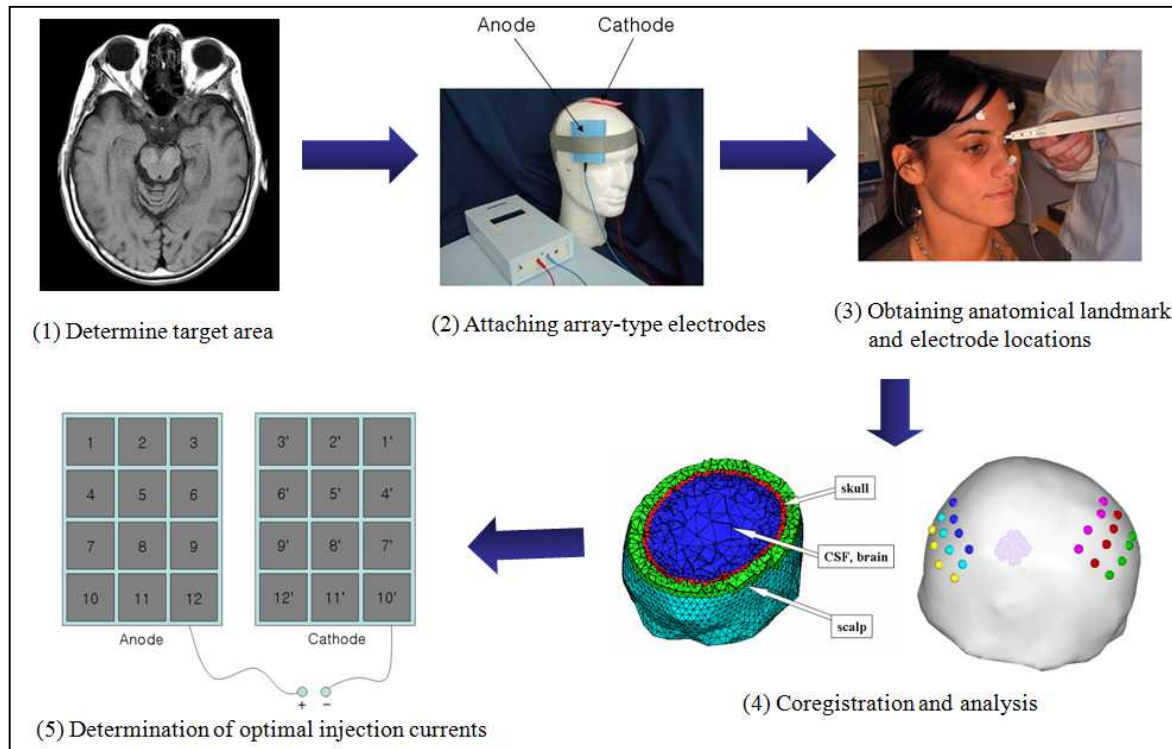 Anode Cathode
(1) Determine target area
(2) Attaching array-type electrodes
(3) Obtaining anatomical landmark
and electrode locations
skull
CSF, brain
scalp
(4) Coregistration and analysis
1 2 3
4 5 6
7 8 9
10 11 12
Anode
3' 2' 1'
6' 5' 4'
9' 8' 7'
12' 11' 10'
Cathode
+ −
(5) Determination of optimal injection currents